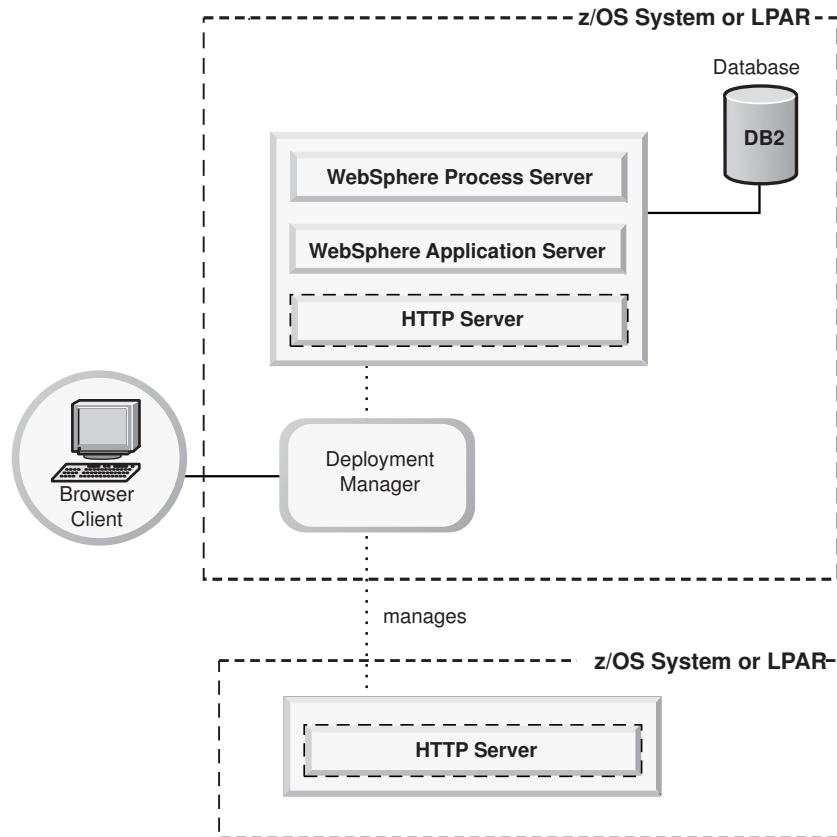 z/OS System or LPAR
Database
DB2
WebSphere Process Server
WebSphere Application Server
HTTP Server
Deployment
Manager
Browser
Client
manages
z/OS System or LPAR
HTTP Server